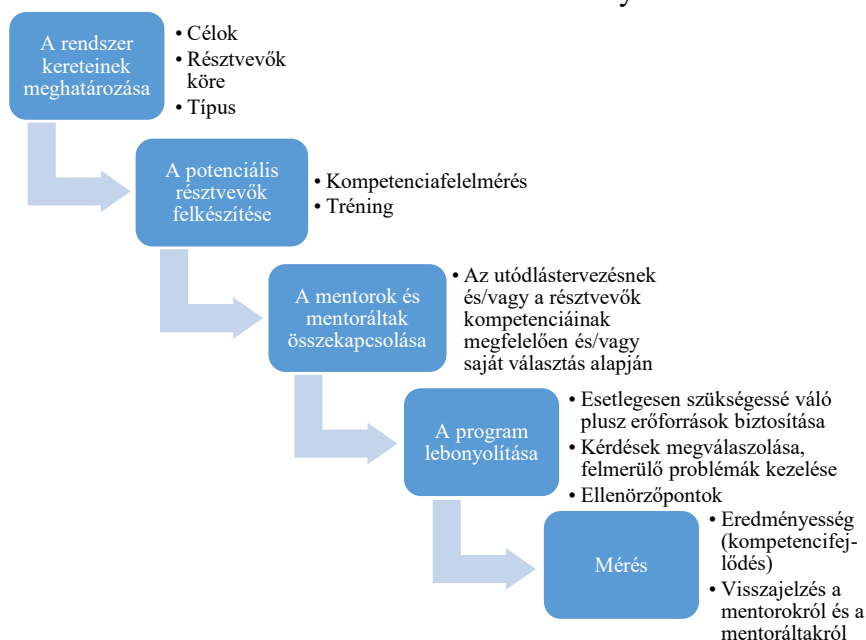 A rendszer
kereteinek
meghatározása
• Célok
• Résztvevők
köre
• Típus
A potenciális
résztvevők
felkészítése
• Kompetenciafelelmérés
• Tréning
A mentorok és
mentoráltak
összekapcsolása
• Az utódlástervezésnek
és/vagy a résztvevők
kompetenciáinak
megfelelően és/vagy
saját választás alapján
A program
lebonyolítása
• Esetlegesen szükségessé váló
plusz erőforrások biztosítása
• Kérdések megválaszolása,
felmerülő problémák kezelése
• Ellenörzőpontok
Mérés
• Eredményesség
(kompetencifej-
lődés)
• Visszajelzés a
mentorokról és a
mentoráltakról